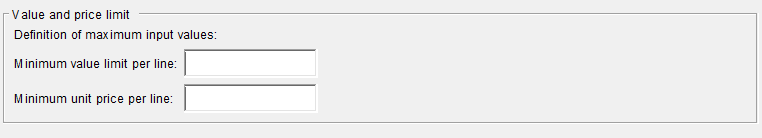 Value and price limit
Definition of maximum input values:
Minimum value limit per line:
Minimum unit price per line: